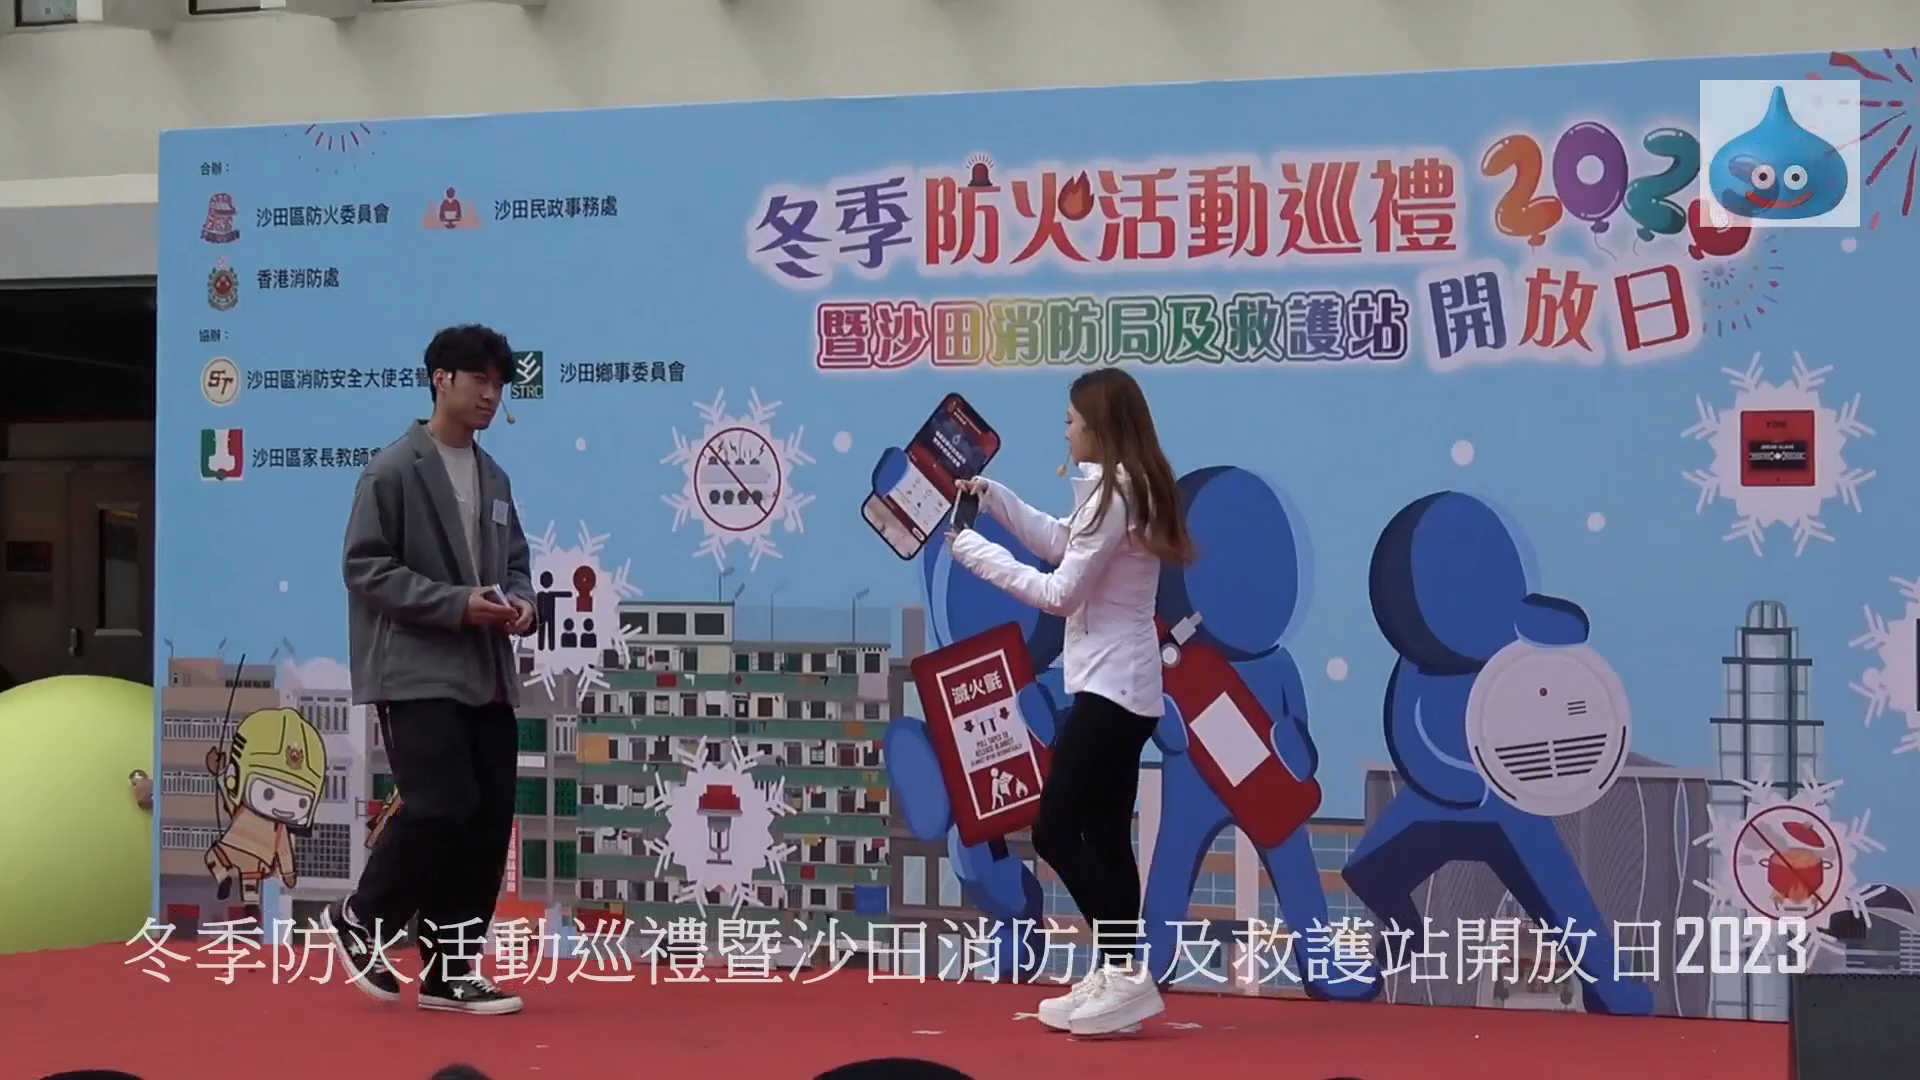 合辦：
沙田區防火委員會
沙田民政事務處
香港消防處
協辦：
沙田區消防安全大使名譽
STRC
沙田鄉事委員會
沙田區家長教師
冬季防火活動巡禮 202
暨沙田消防局及救護站 開放日
滅火氈
冬季防火活動巡禮暨沙田消防局及救護站開放日2023